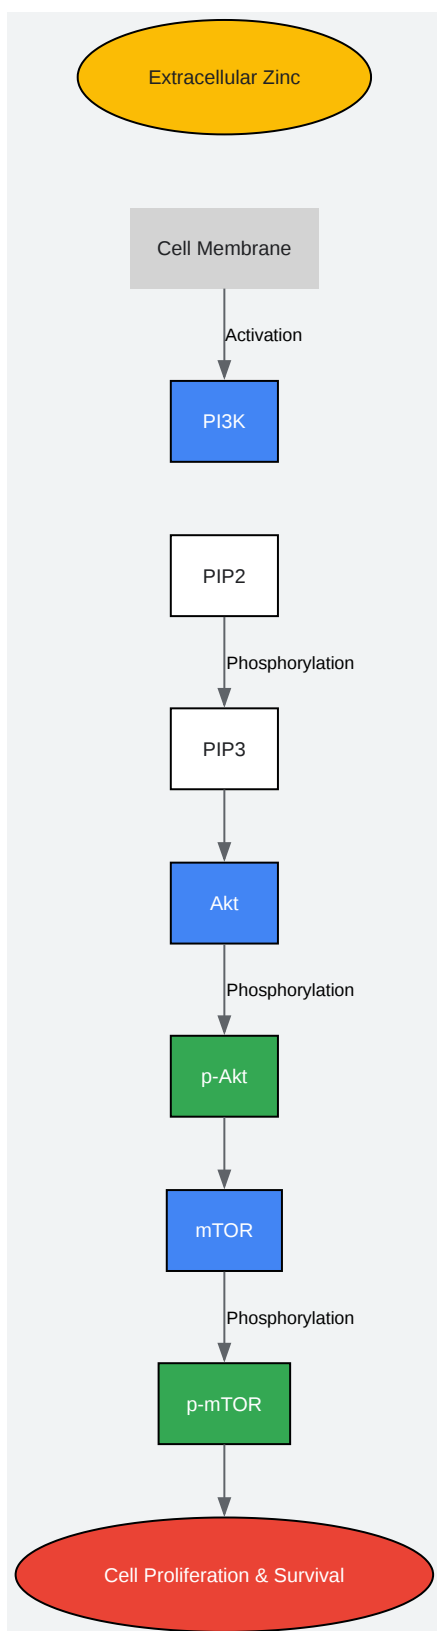 Extracellular Zinc
Cell Membrane
Activation
PI3K
PIP2
Phosphorylation
PIP3
Akt
Phosphorylation
p-Akt
mTOR
Phosphorylation
p-mTOR
Cell Proliferation & Survival